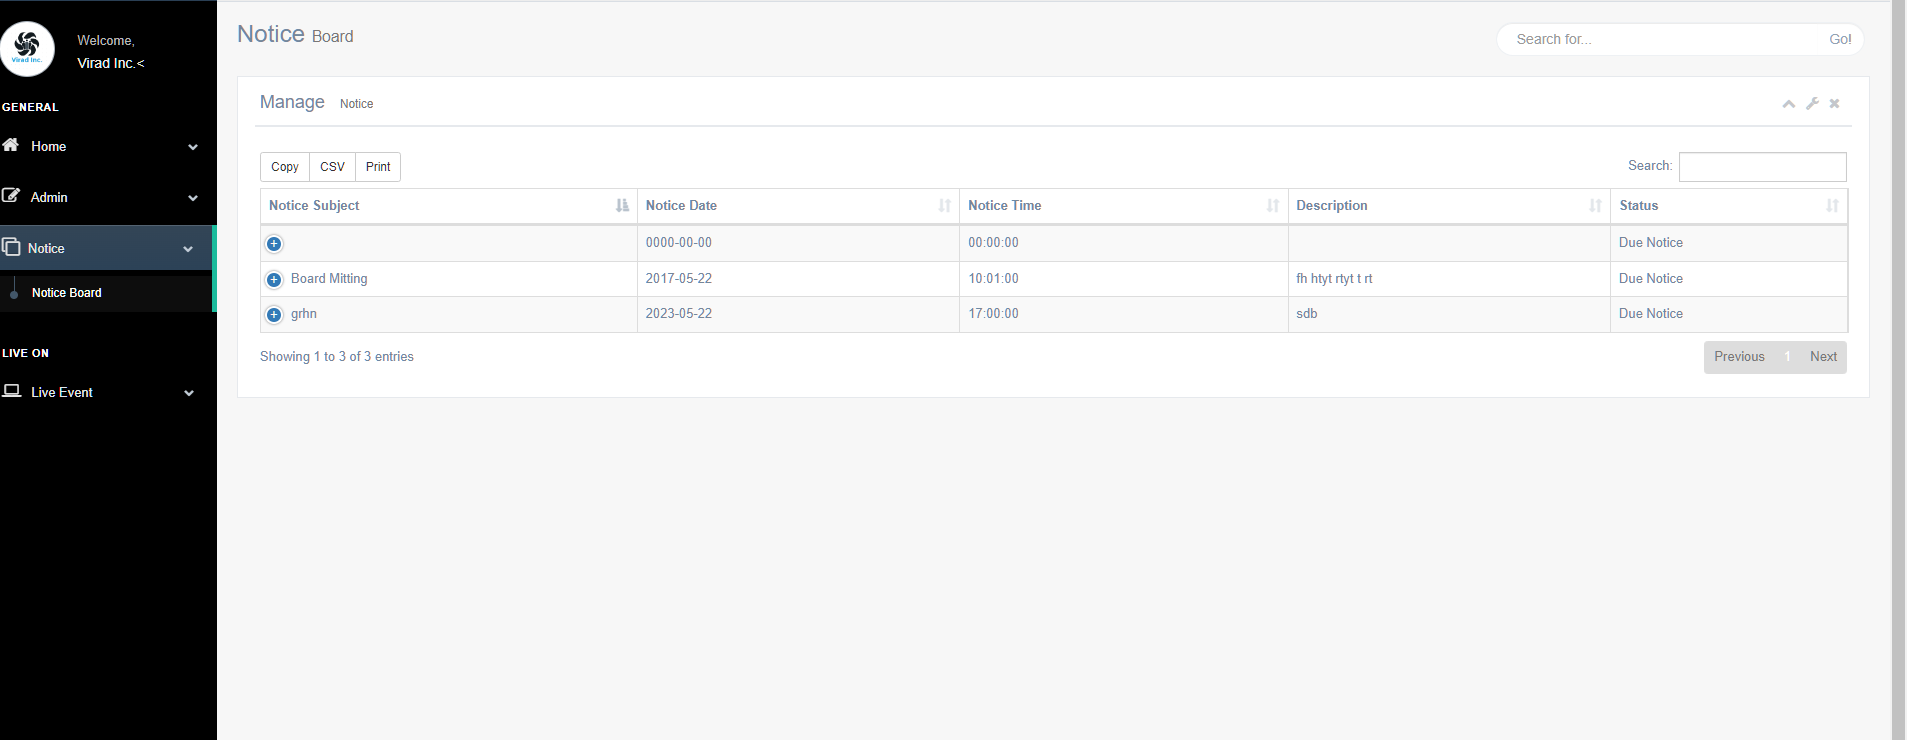 Virad Inc.
Welcome,
Virad Inc.<
GENERAL
Home
Admin
Notice
Notice Board
LIVE ON
Live Event
Notice Board
Search for... Go!
Manage Notice
Copy CSV Print
Search:
Notice Subject Notice Date Notice Time Description Status
0000-00-00 00:00:00 Due Notice
Board Mitting 2017-05-22 10:01:00 fh htyt rtyt t rt Due Notice
grhn 2023-05-22 17:00:00 sdb Due Notice
Showing 1 to 3 of 3 entries
Previous 1 Next